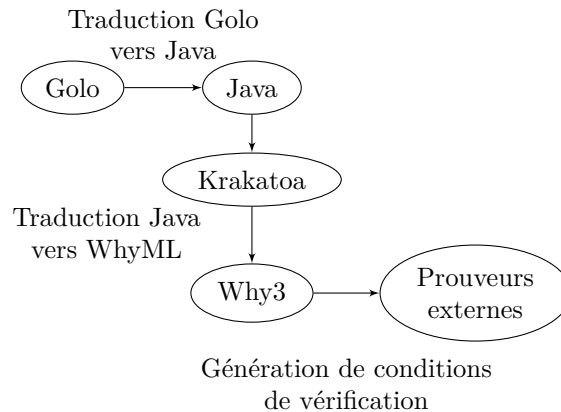 Traduction Golo
vers Java
Golo
Java
Krakatoa
Traduction Java
vers WhyML
Why3
Prouveurs
externes
Génération de conditions
de vérification